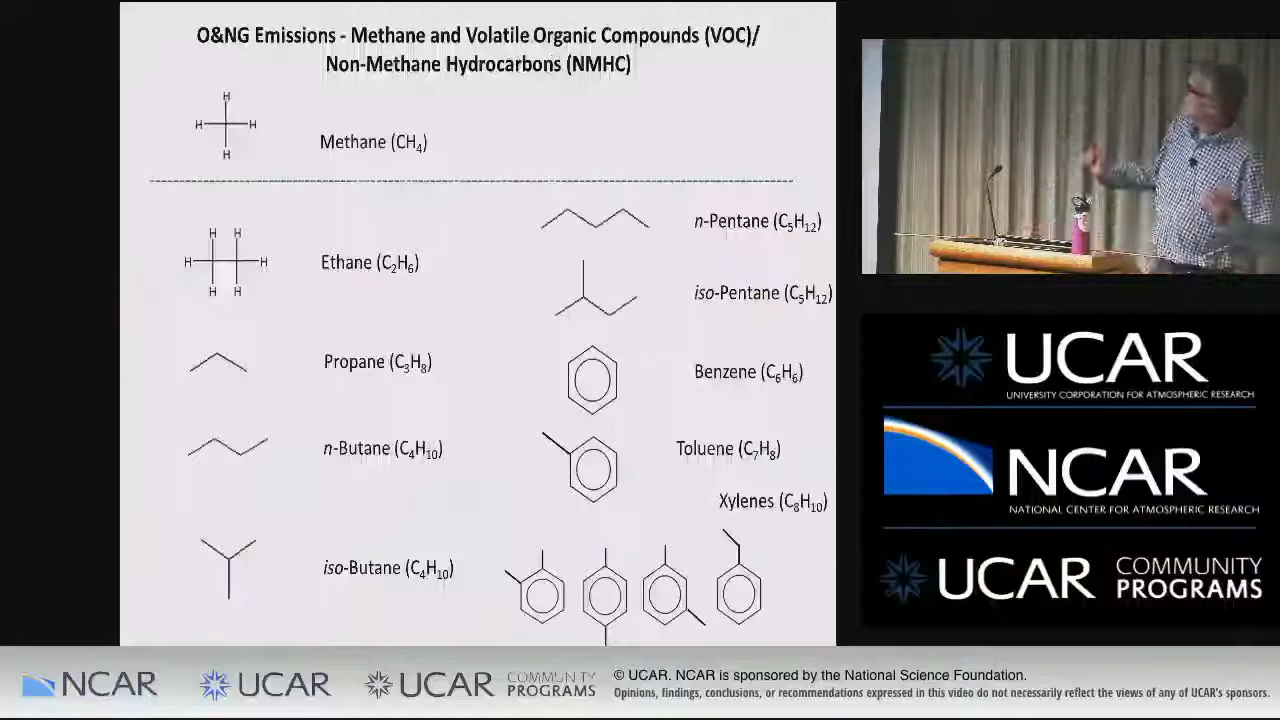 O&NG Emissions - Methane and Volatile Organic Compounds (VOC)/
Non-Methane Hydrocarbons (NMHC)
H
H H
H
Methane (CH₄)
H H
H H
H H
Ethane (C₂H₆)
Propane (C₃H₈)
n-Butane (C₄H₁₀)
iso-Butane (C₄H₁₀)
n-Pentane (C₅H₁₂)
iso-Pentane (C₅H₁₂)
Benzene (C₆H₆)
Toluene (C₇H₈)
Xylenes (C₈H₁₀)
UCAR
UNIVERSITY CORPORATION FOR ATMOSPHERIC RESEARCH
NCAR
NATIONAL CENTER FOR ATMOSPHERIC RESEARCH
UCAR COMMUNITY
PROGRAMS
NCAR UCAR UCAR COMMUNITY
PROGRAMS
© UCAR. NCAR is sponsored by the National Science Foundation.
Opinions, findings, conclusions, or recommendations expressed in this video do not necessarily reflect the views of any of UCAR's sponsors.